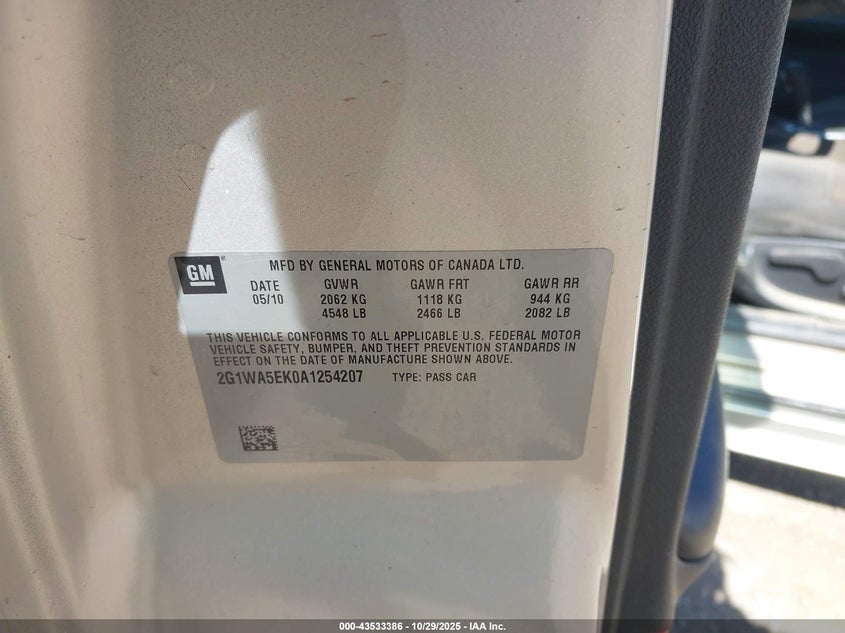 GM
MFD BY GENERAL MOTORS OF CANADA LTD.
DATE GVWR GAWR FRT GAWR RR
05/10 2062 KG 1118 KG 944 KG
4548 LB 2466 LB 2082 LB
THIS VEHICLE CONFORMS TO ALL APPLICABLE U.S. FEDERAL MOTOR
VEHICLE SAFETY, BUMPER, AND THEFT PREVENTION STANDARDS IN
EFFECT ON THE DATE OF MANUFACTURE SHOWN ABOVE.
2G1WA5EK0A1254207 TYPE: PASS CAR
000-43533386 - 10/29/2025 - IAA Inc.